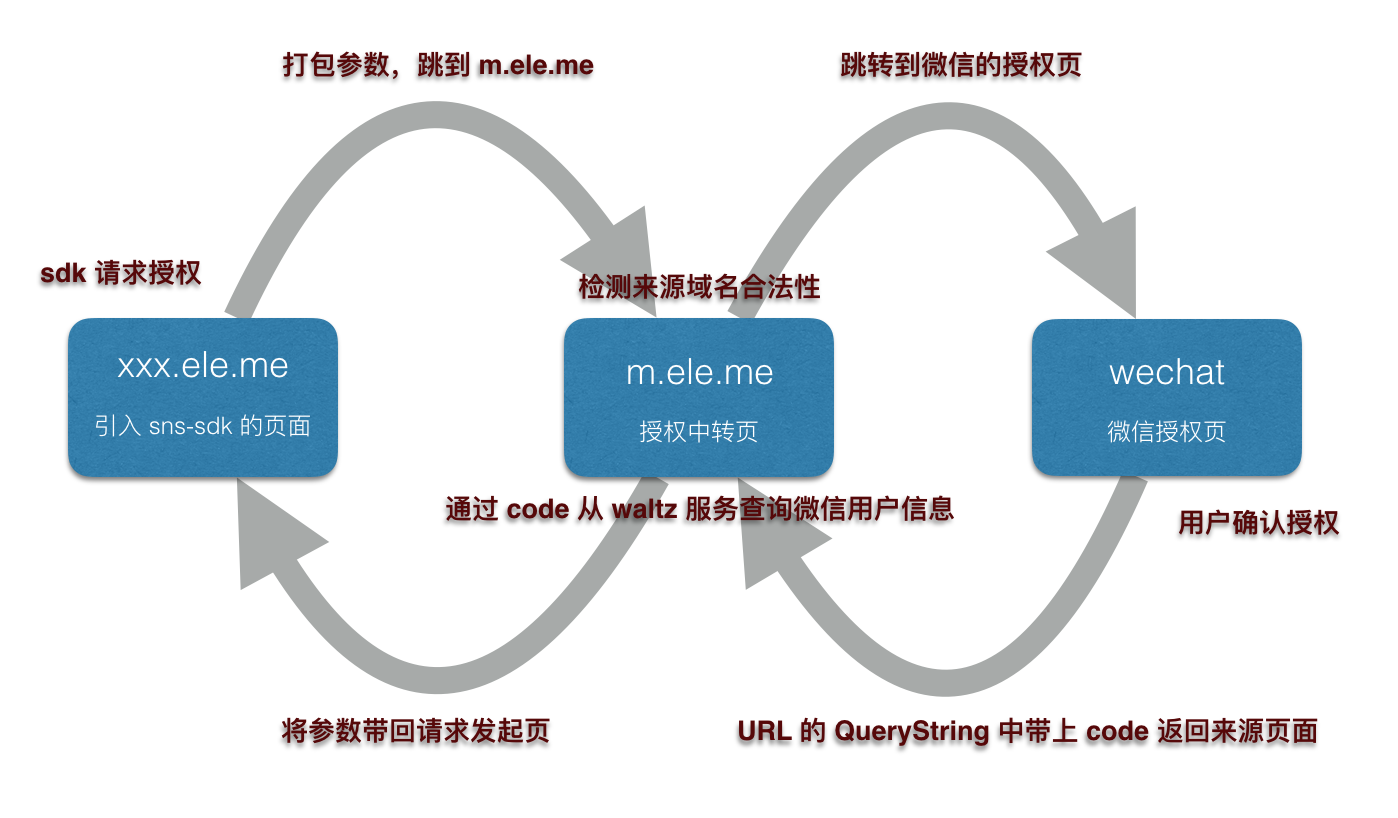 打包参数，跳到 m.ele.me
跳转到微信的授权页
sdk 请求授权
检测来源域名合法性
xxx.ele.me
引入 sns-sdk 的页面
m.ele.me
授权中转页
wechat
微信授权页
通过 code 从 waltz 服务查询微信用户信息
用户确认授权
将参数带回请求发起页
URL 的 QueryString 中带上 code 返回来源页面